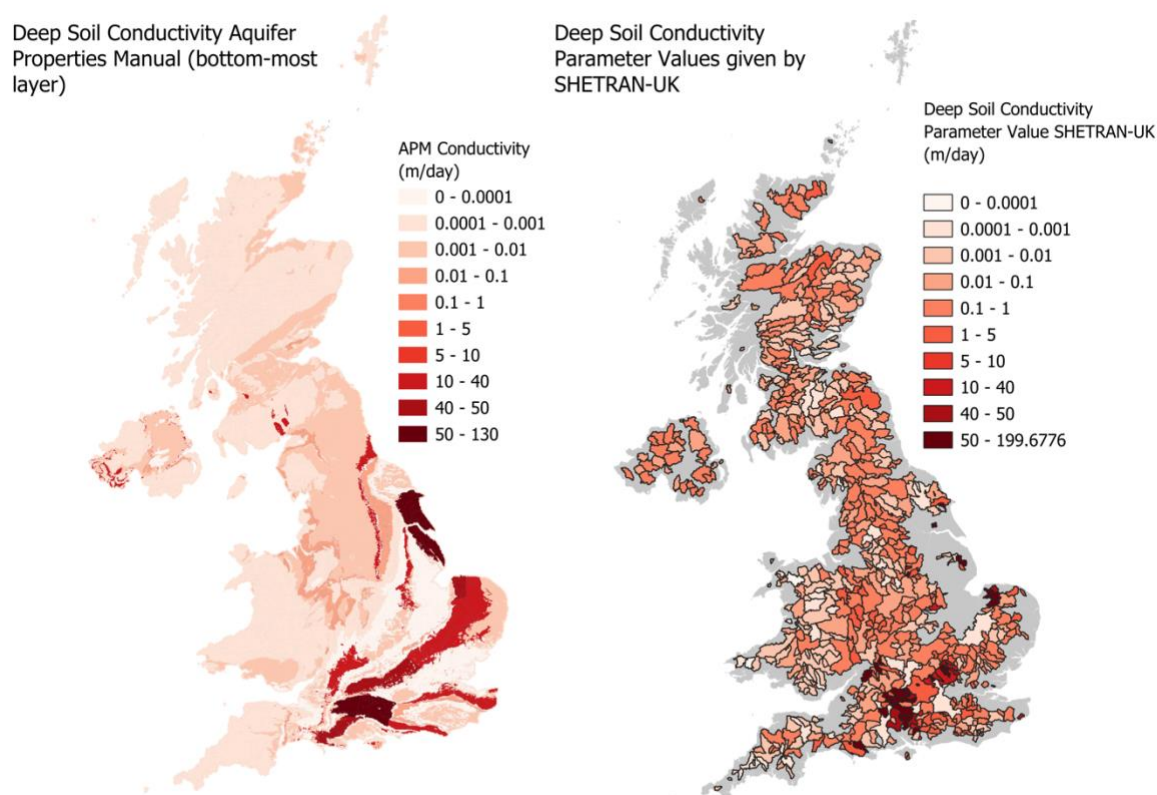 Deep Soil Conductivity Aquifer
Properties Manual (bottom-most
layer)
APM Conductivity
(m/day)
0 - 0.0001
0.0001 - 0.001
0.001 - 0.01
0.01 - 0.1
0.1 - 1
1 - 5
5 - 10
10 - 40
40 - 50
50 - 130
Deep Soil Conductivity
Parameter Values given by
SHETRAN-UK
Deep Soil Conductivity
Parameter Value SHETRAN-UK
(m/day)
0 - 0.0001
0.0001 - 0.001
0.001 - 0.01
0.01 - 0.1
0.1 - 1
1 - 5
5 - 10
10 - 40
40 - 50
50 - 199.6776